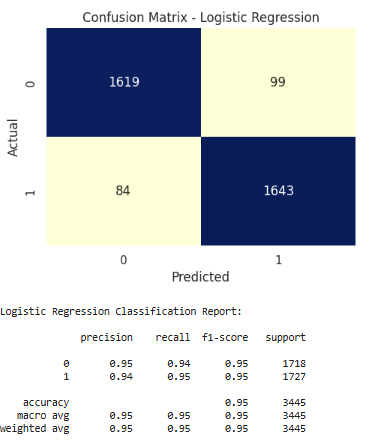 Confusion Matrix - Logistic Regression
Actual
0
1619 99
1
84 1643
0 1
Predicted
Logistic Regression Classification Report:
precision recall f1-score support
0 0.95 0.94 0.95 1718
1 0.94 0.95 0.95 1727
accuracy 0.95 3445
macro avg 0.95 0.95 0.95 3445
weighted avg 0.95 0.95 0.95 3445